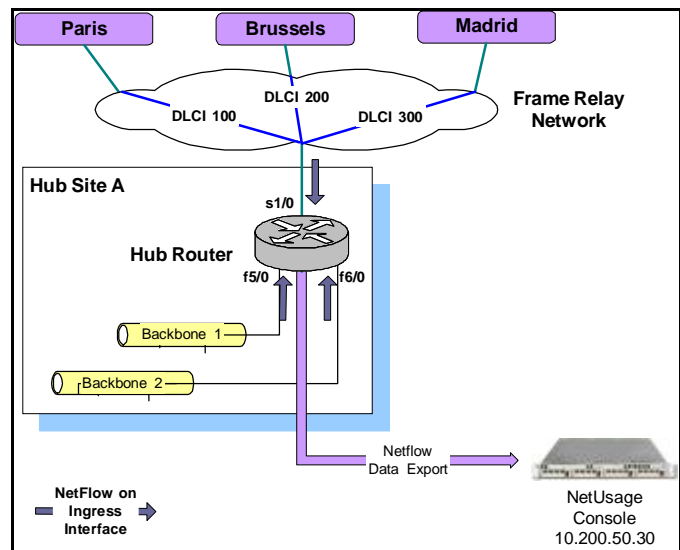 Paris
Brussels
Madrid
DLCI 100
DLCI 200
DLCI 300
Frame Relay
Network
Hub Site A
s1/0
Hub Router
f5/0
f6/0
Backbone 1
Backbone 2
Netflow
Data Export
NetFlow on
Ingress
Interface
NetUsage
Console
10.200.50.30